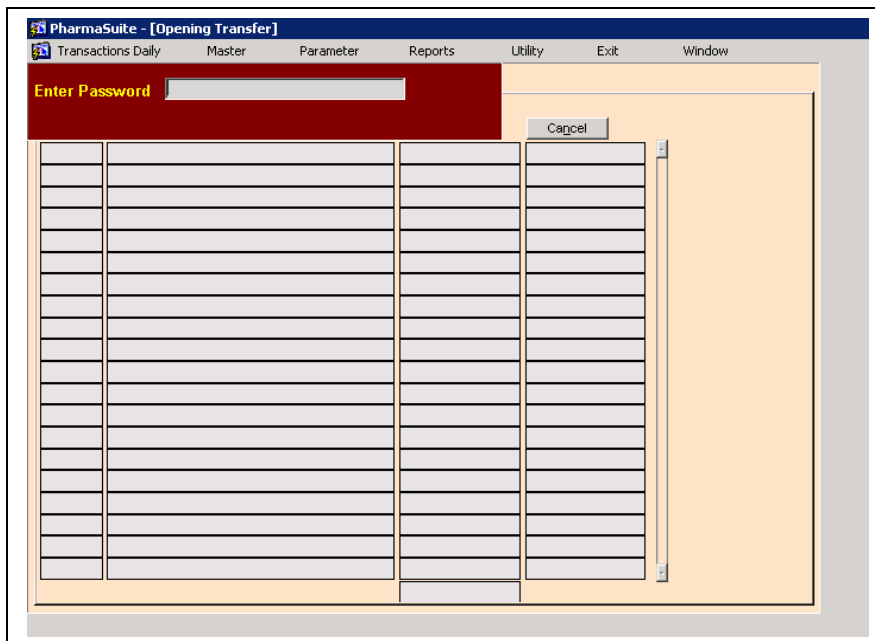 PharmaSuite - [Opening Transfer]
Transactions Daily Master Parameter Reports Utility Exit Window
Enter Password
Cancel